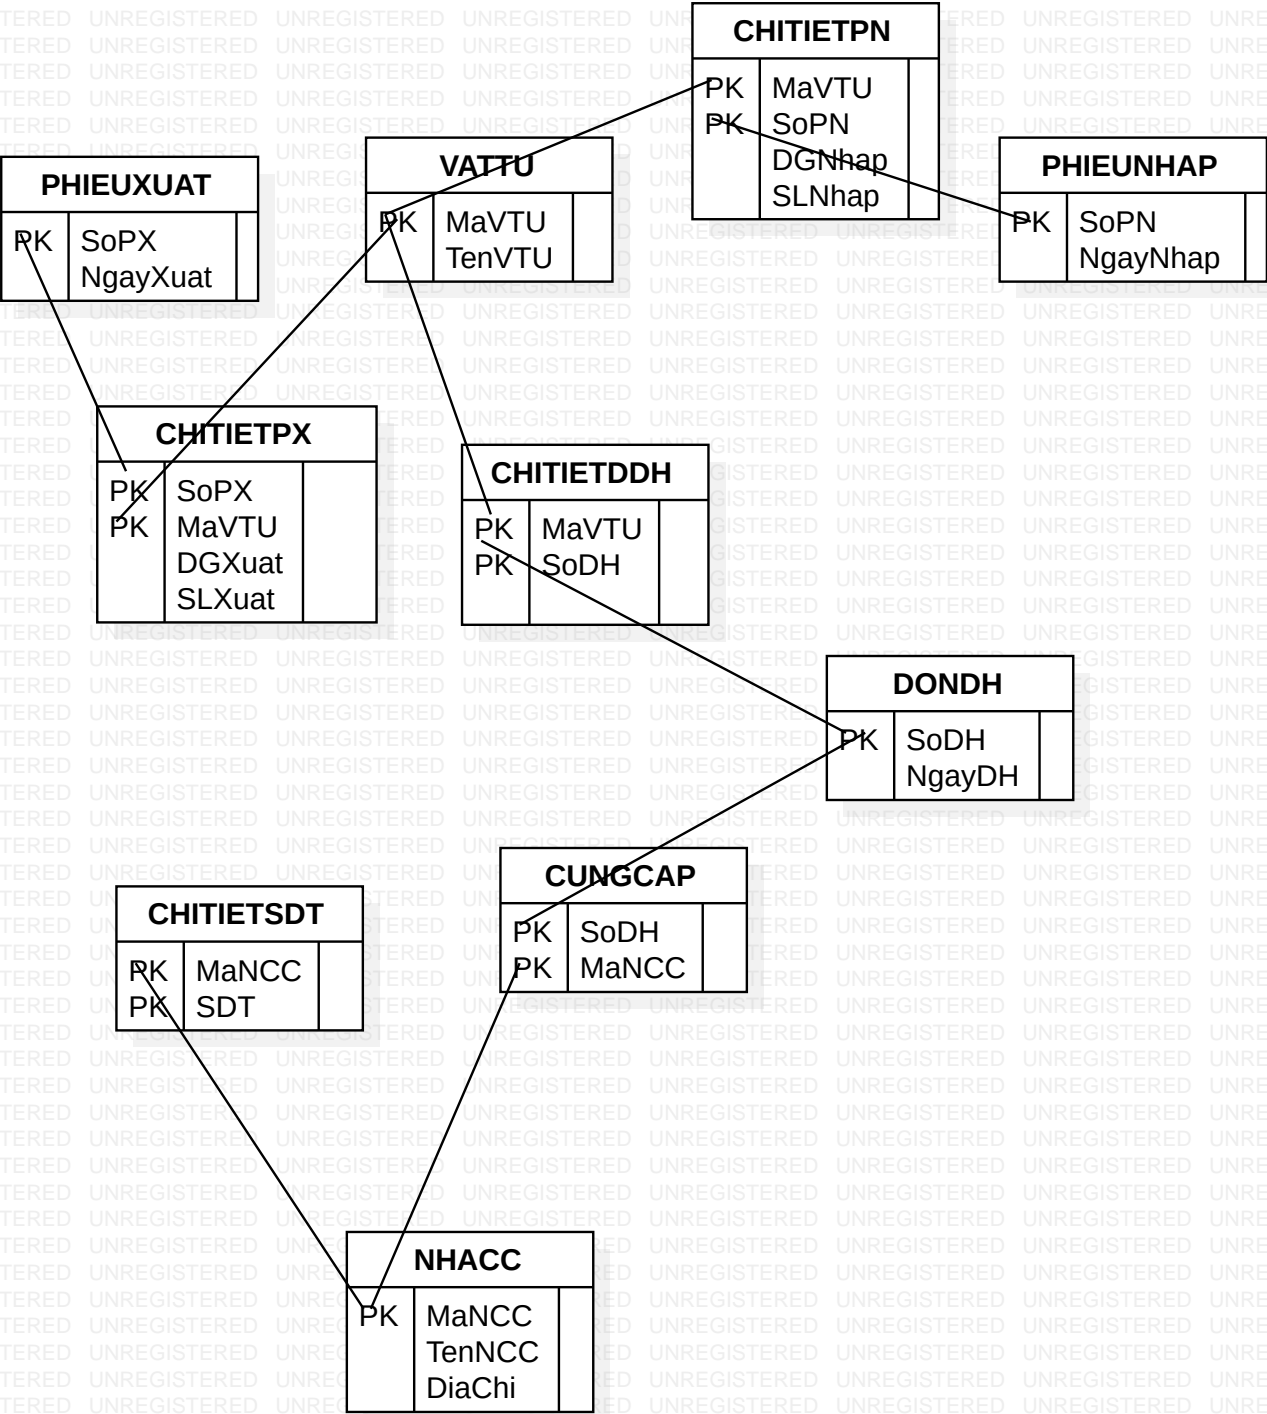 CHITIETPN
PK MaVTU
PK SoPN
DGNhap
SLNhap
PHIEUXUAT
PK SoPX
NgayXuat
VATTU
PK MaVTU
TenVTU
PHIEUNHAP
PK SoPN
NgayNhap
CHITIETPX
PK SoPX
PK MaVTU
DGXuat
SLXuat
CHITIETDDH
PK MaVTU
PK SoDH
DONDH
PK SoDH
NgayDH
CUNGCAP
PK SoDH
PK MaNCC
CHITIETSDT
PK MaNCC
PK SDT
NHACC
PK MaNCC
TenNCC
DiaChi
UNREGISTERED